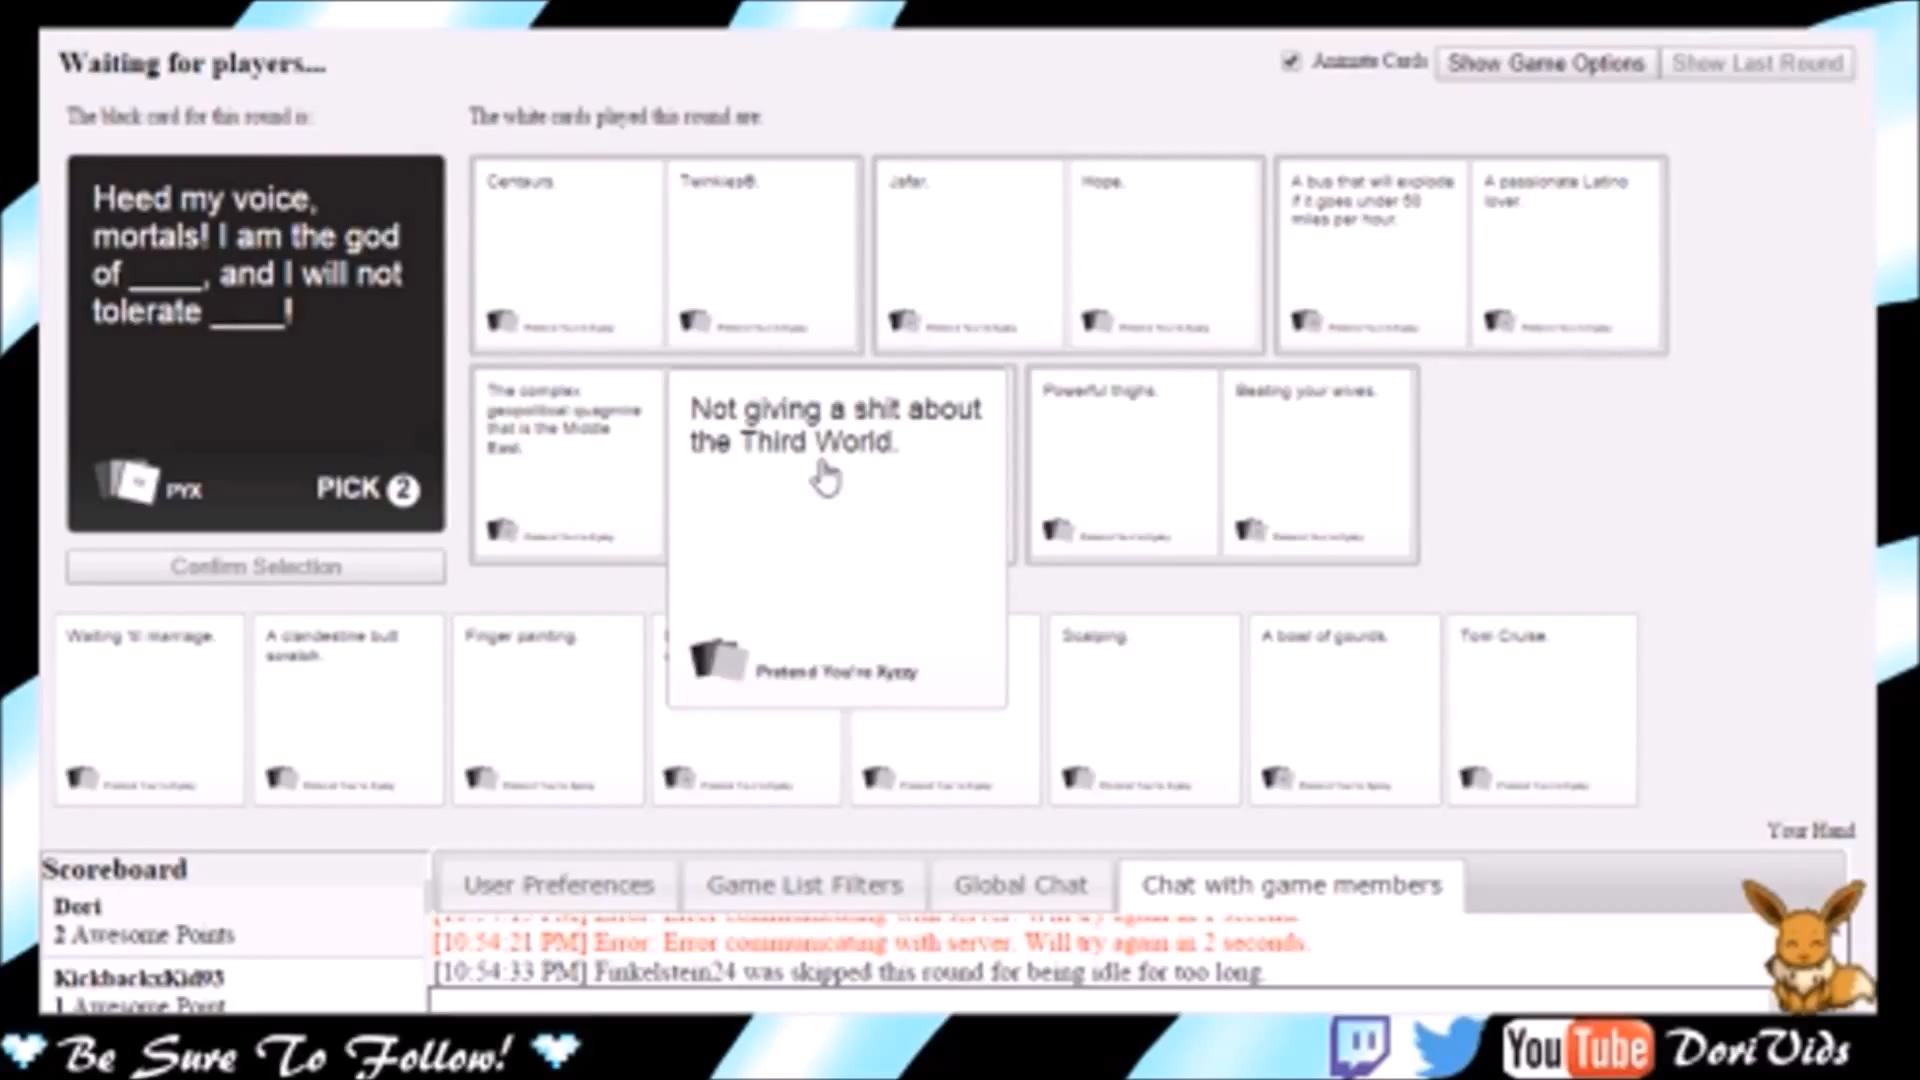 Waiting for players...
Animate Cards
Show Game Options
Show Last Round
The black card for this round is:
The white cards played this round are:
Heed my voice,
mortals! I am the god
of ____, and I will not
tolerate ____!
PYX
PICK 2
Confirm Selection
Centaurs.
Twinkies®.
Jafar.
Hope.
A bus that will explode
if it goes under 50
miles per hour.
A passionate Latino
lover.
The complex
geopolitical quagmire
that is the Middle
East.
Not giving a shit about
the Third World.
Pretend You're Xyzzy
Powerful thighs.
Beating your wives.
Waiting 'til marriage.
A clandestine butt
scratch.
Finger painting.
Scalping.
A bowl of gourds.
Tom Cruise.
Your Hand
Scoreboard
Dori
2 Awesome Points
KickbackxKid93
1 Awesome Point
User Preferences
Game List Filters
Global Chat
Chat with game members
[10:54:21 PM] Error: Error communicating with server. Will try again in 2 seconds.
[10:54:33 PM] Finkelstein24 was skipped this round for being idle for too long.
Be Sure To Follow!
YouTube
DoriVids